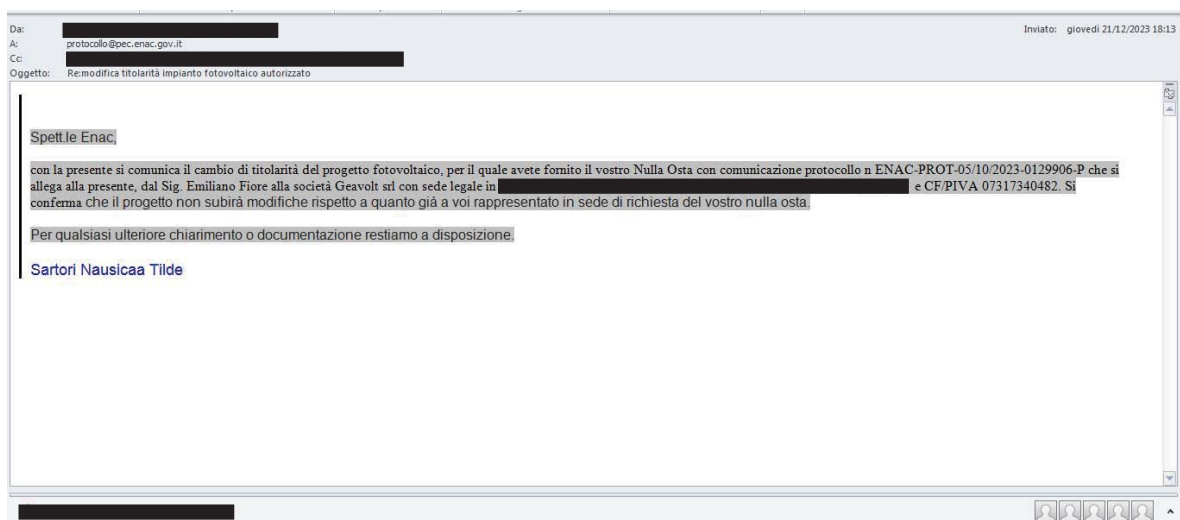 Da:
Inviato: giovedì 21/12/2023 18:13
A: protocollo@pec.enac.gov.it
Cc:
Oggetto: Re:modifica titolarità impianto fotovoltaico autorizzato
Spett.le Enac,
con la presente si comunica il cambio di titolarità del progetto fotovoltaico, per il quale avete fornito il vostro Nulla Osta con comunicazione protocollo n ENAC-PROT-05/10/2023-0129906-P che si
allega alla presente, dal Sig. Emiliano Fiore alla società Geavolt srl con sede legale in e CF/PIVA 07317340482. Si
conferma che il progetto non subirà modifiche rispetto a quanto già a voi rappresentato in sede di richiesta del vostro nulla osta.
Per qualsiasi ulteriore chiarimento o documentazione restiamo a disposizione.
Sartori Nausicaa Tilde